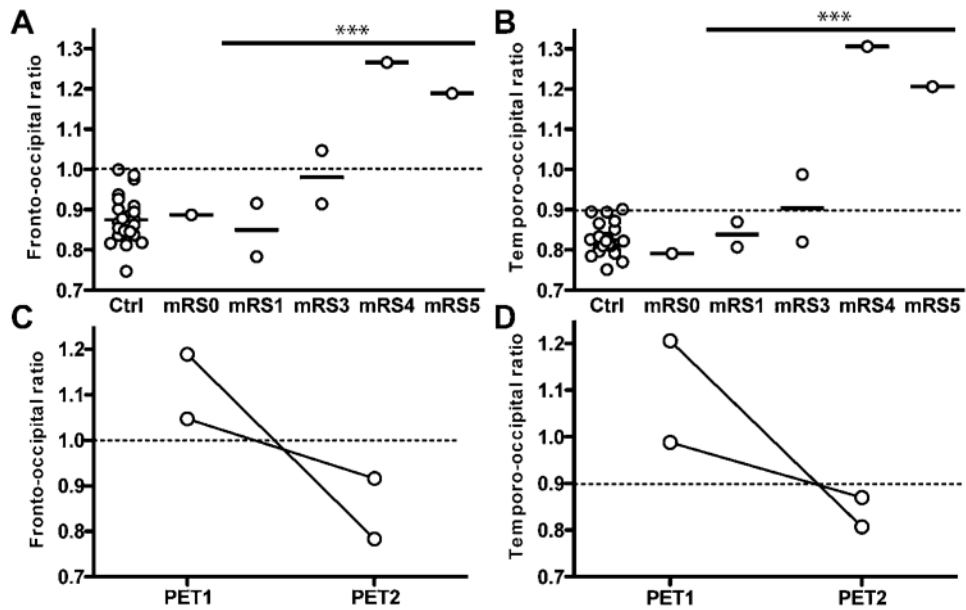 A
***
Fronto-occipital ratio
1.3
1.2
1.1
1.0
0.9
0.8
0.7
Ctrl mRS0 mRS1 mRS3 mRS4 mRS5
B
***
Temporo-occipital ratio
1.3
1.2
1.1
1.0
0.9
0.8
0.7
Ctrl mRS0 mRS1 mRS3 mRS4 mRS5
C
Fronto-occipital ratio
1.2
1.1
1.0
0.9
0.8
0.7
PET1 PET2
D
Temporo-occipital ratio
1.2
1.1
1.0
0.9
0.8
0.7
PET1 PET2